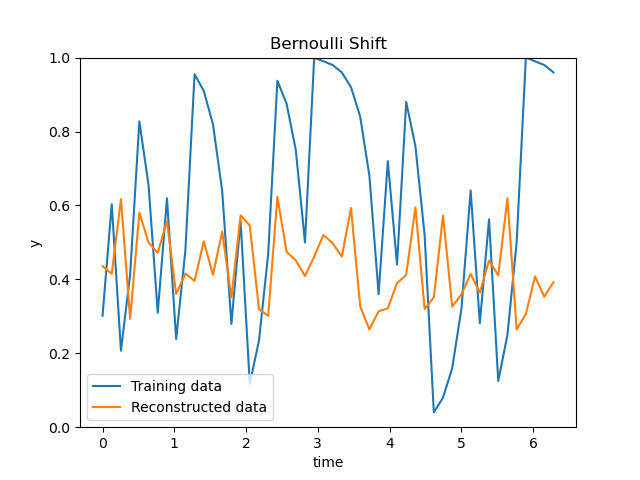 Bernoulli Shift
1.0
0.8
0.6
0.4
0.2
0.0
y
Training data
Reconstructed data
0 1 2 3 4 5 6
time